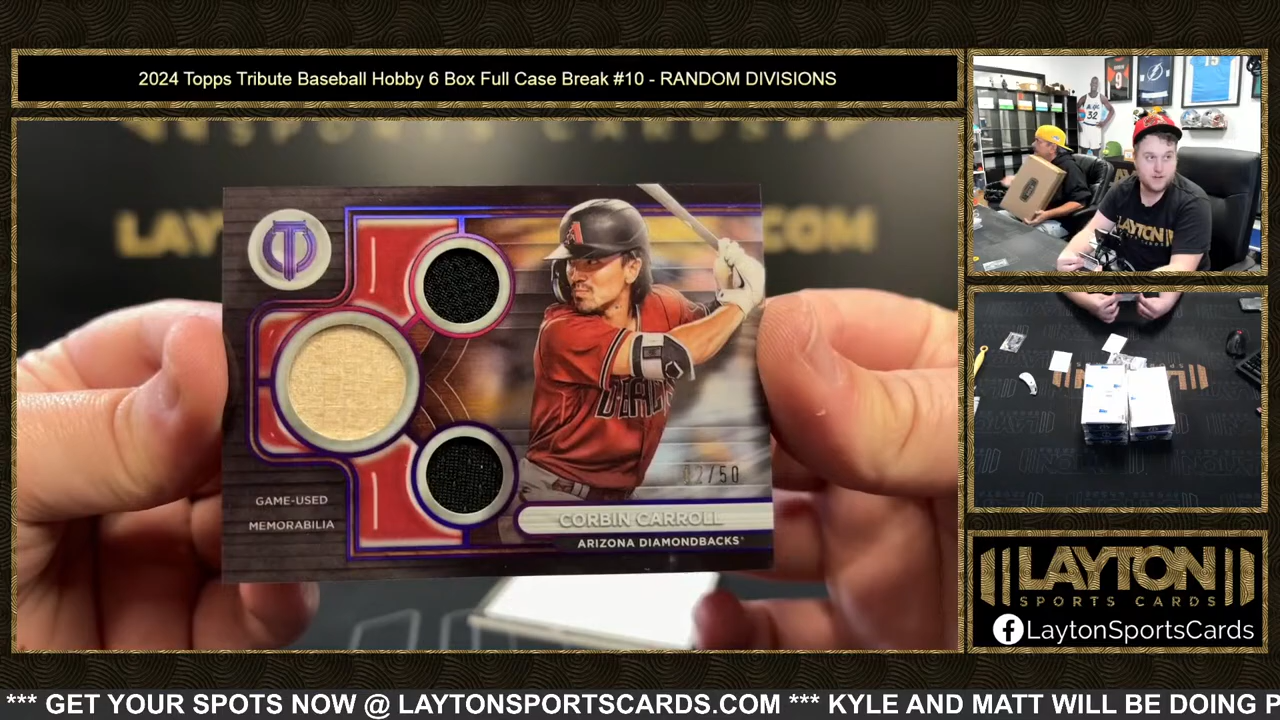 2024 Topps Tribute Baseball Hobby 6 Box Full Case Break #10 - RANDOM DIVISIONS
GAME-USED
MEMORABILIA
CORBIN CARROLL
ARIZONA DIAMONDBACKS
LAYTON
LAYTON
SPORTS CARDS
LaytonSportsCards
*** GET YOUR SPOTS NOW @ LAYTONSPORTSCARDS.COM *** KYLE AND MATT WILL BE DOING